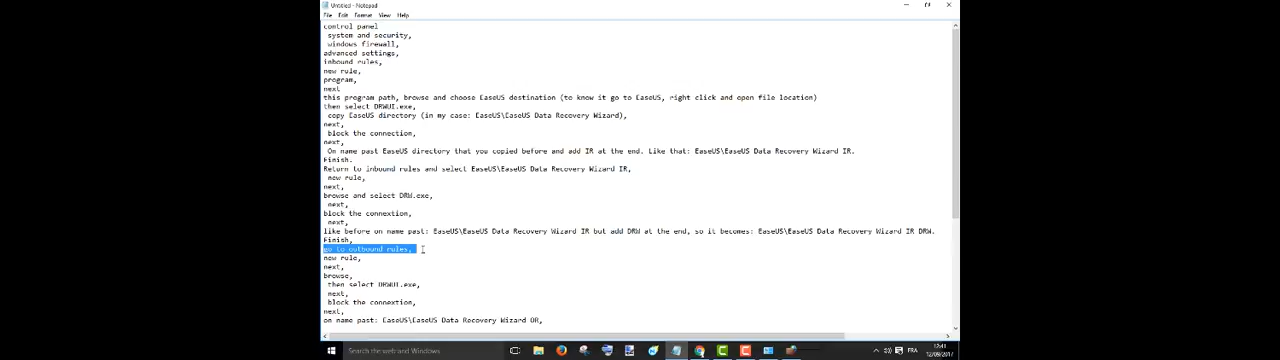 Untitled - Notepad
File Edit Format View Help
control panel
system and security,
windows firewall,
advanced settings,
inbound rules,
new rule,
program,
next
this program path, browse and choose EaseUS destination (to know it go to EaseUS, right click and open file location)
then select DRWUI.exe,
copy EaseUS directory (in my case: EaseUS\EaseUS Data Recovery Wizard),
next,
block the connection,
next,
On name past EaseUS directory that you copied before and add IR at the end. Like that: EaseUS\EaseUS Data Recovery Wizard IR.
Finish.
Return to inbound rules and select EaseUS\EaseUS Data Recovery Wizard IR,
new rule,
next,
browse and select DRW.exe,
next,
block the connextion,
next,
like before on name past: EaseUS\EaseUS Data Recovery Wizard IR but add DRW at the end, so it becomes: EaseUS\EaseUS Data Recovery Wizard IR DRW.
Finish,
go to outbound rules,
new rule,
next,
browse,
then select DRWUI.exe,
next,
block the connextion,
next,
on name past: EaseUS\EaseUS Data Recovery Wizard OR,
Search the web and Windows
FRA
12:41
12/09/2017